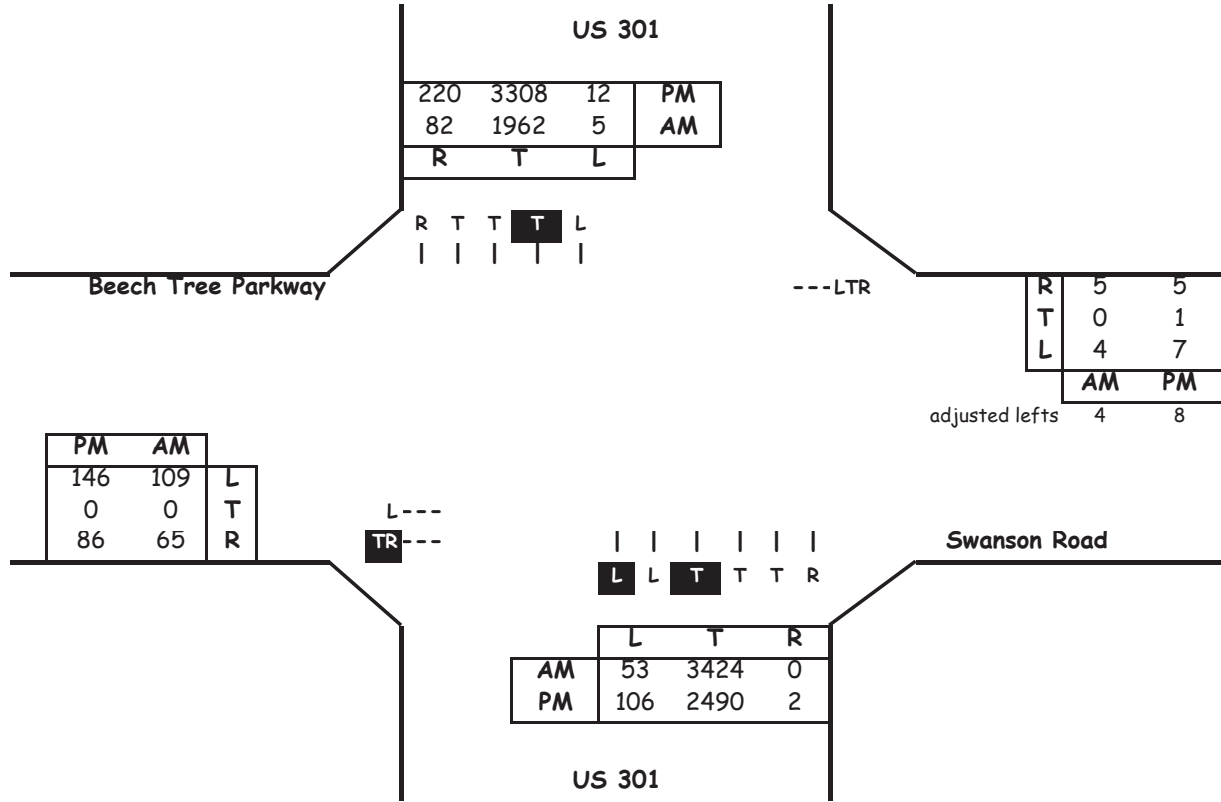 US 301
220 3308 12 PM
82 1962 5 AM
R T L
R T T T L
Beech Tree Parkway
---LTR
R 5 5
T 0 1
L 4 7
AM PM
adjusted lefts 4 8
PM AM
146 109 L
0 0 T
86 65 R
L---
TR---
Swanson Road
L L T T T R
L T R
AM 53 3424 0
PM 106 2490 2
US 301